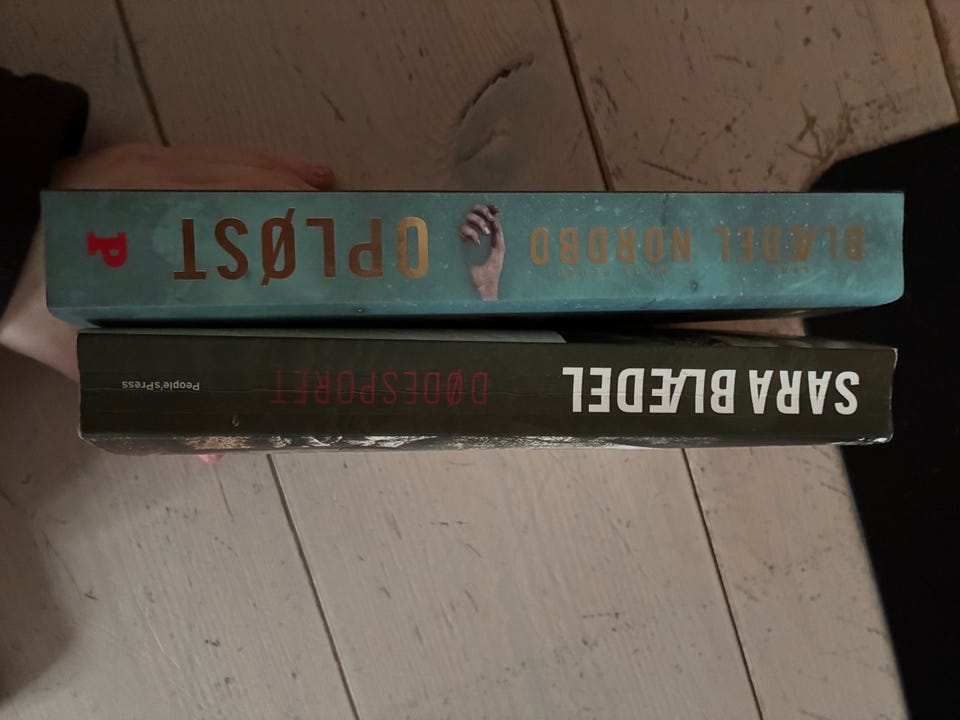 SARA BLÆDEL
DØDESPORET
People'sPress
BLÆDEL NORDBO
OPLØST
P